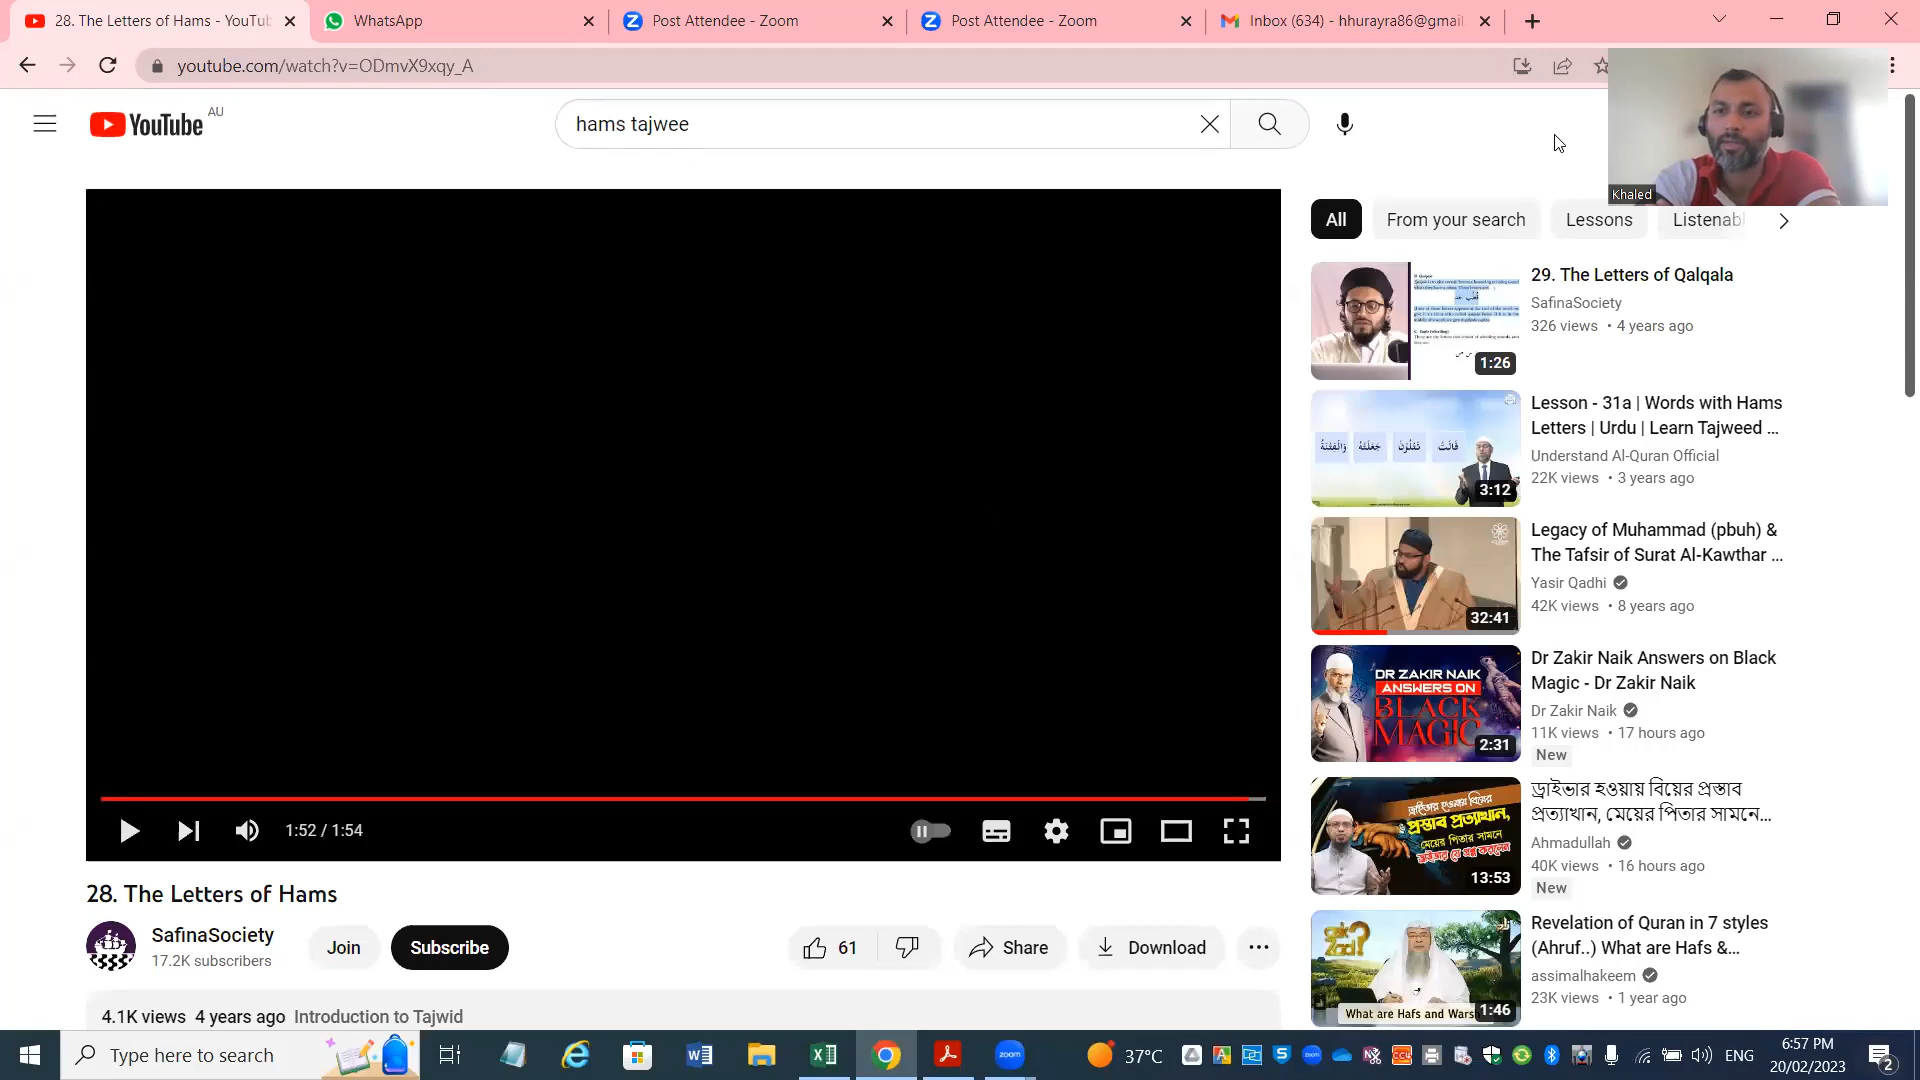 28. The Letters of Hams - YouTub
WhatsApp
Post Attendee - Zoom
Post Attendee - Zoom
Inbox (634) - hhurayra86@gmail
youtube.com/watch?v=ODmvX9xqy_A
YouTube AU
hams tajwee
Khaled
All
From your search
Lessons
Listenabl
29. The Letters of Qalqala
SafinaSociety
326 views • 4 years ago
1:26
Lesson - 31a | Words with Hams
Letters | Urdu | Learn Tajweed ...
Understand Al-Quran Official
22K views • 3 years ago
3:12
Legacy of Muhammad (pbuh) &
The Tafsir of Surat Al-Kawthar ...
Yasir Qadhi
42K views • 8 years ago
32:41
DR ZAKIR NAIK
ANSWERS ON
BLACK
MAGIC
2:31
Dr Zakir Naik Answers on Black
Magic - Dr Zakir Naik
Dr Zakir Naik
11K views • 17 hours ago
New
ড্রাইভার হওয়ায় বিয়ের প্রস্তাব
প্রত্যাখান,
মেয়ের পিতার সামনে
13:53
ড্রাইভার হওয়ায় বিয়ের প্রস্তাব
প্রত্যাখান, মেয়ের পিতার সামনে...
Ahmadullah
40K views • 16 hours ago
New
What are Hafs and Warsh
1:46
Revelation of Quran in 7 styles
(Ahruf..) What are Hafs &...
assimalhakeem
23K views • 1 year ago
1:52 / 1:54
28. The Letters of Hams
SafinaSociety
17.2K subscribers
Join
Subscribe
61
Share
Download
4.1K views 4 years ago Introduction to Tajwid
Type here to search
37°C
ENG
6:57 PM
20/02/2023
2